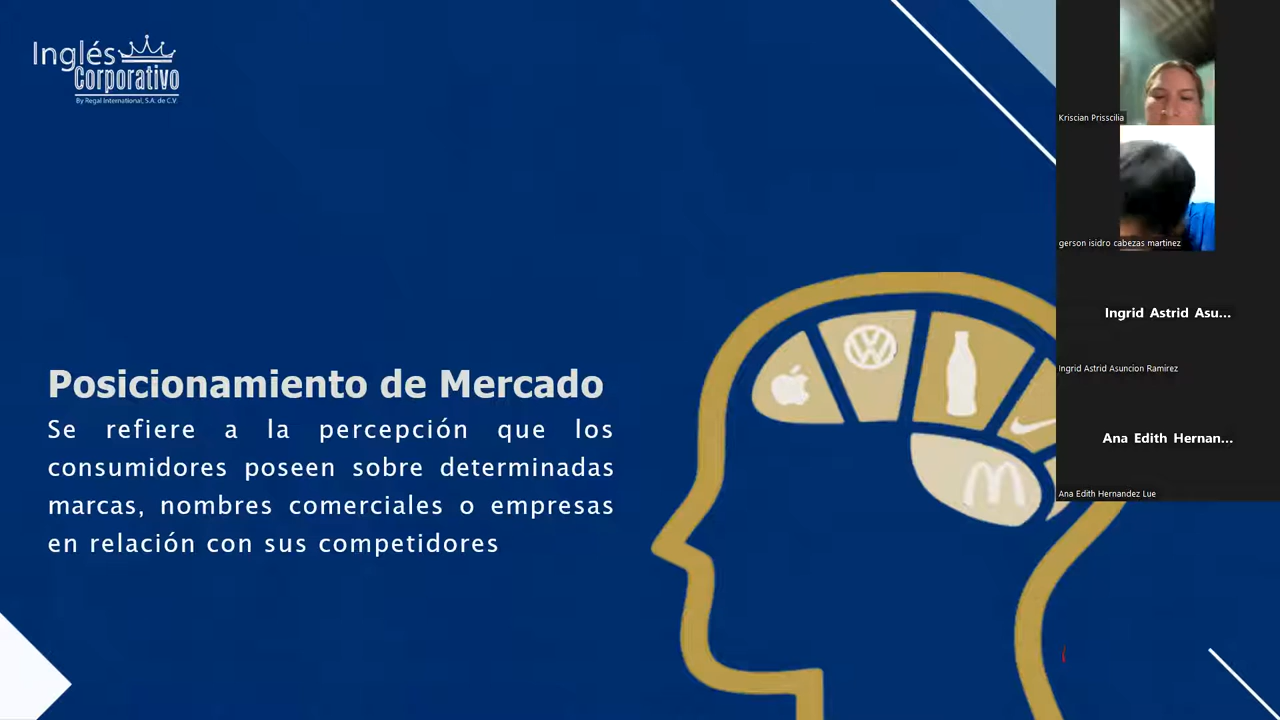 Inglés
Corporativo
By Regal International, S.A. de C.V.
Posicionamiento de Mercado
Se refiere a la percepción que los
consumidores poseen sobre determinadas
marcas, nombres comerciales o empresas
en relación con sus competidores
Kriscian Prisscilia
gerson isidro cabezas martinez
Ingrid Astrid Asu...
Ingrid Astrid Asuncion Ramirez
Ana Edith Hernan...
Ana Edith Hernandez Lue